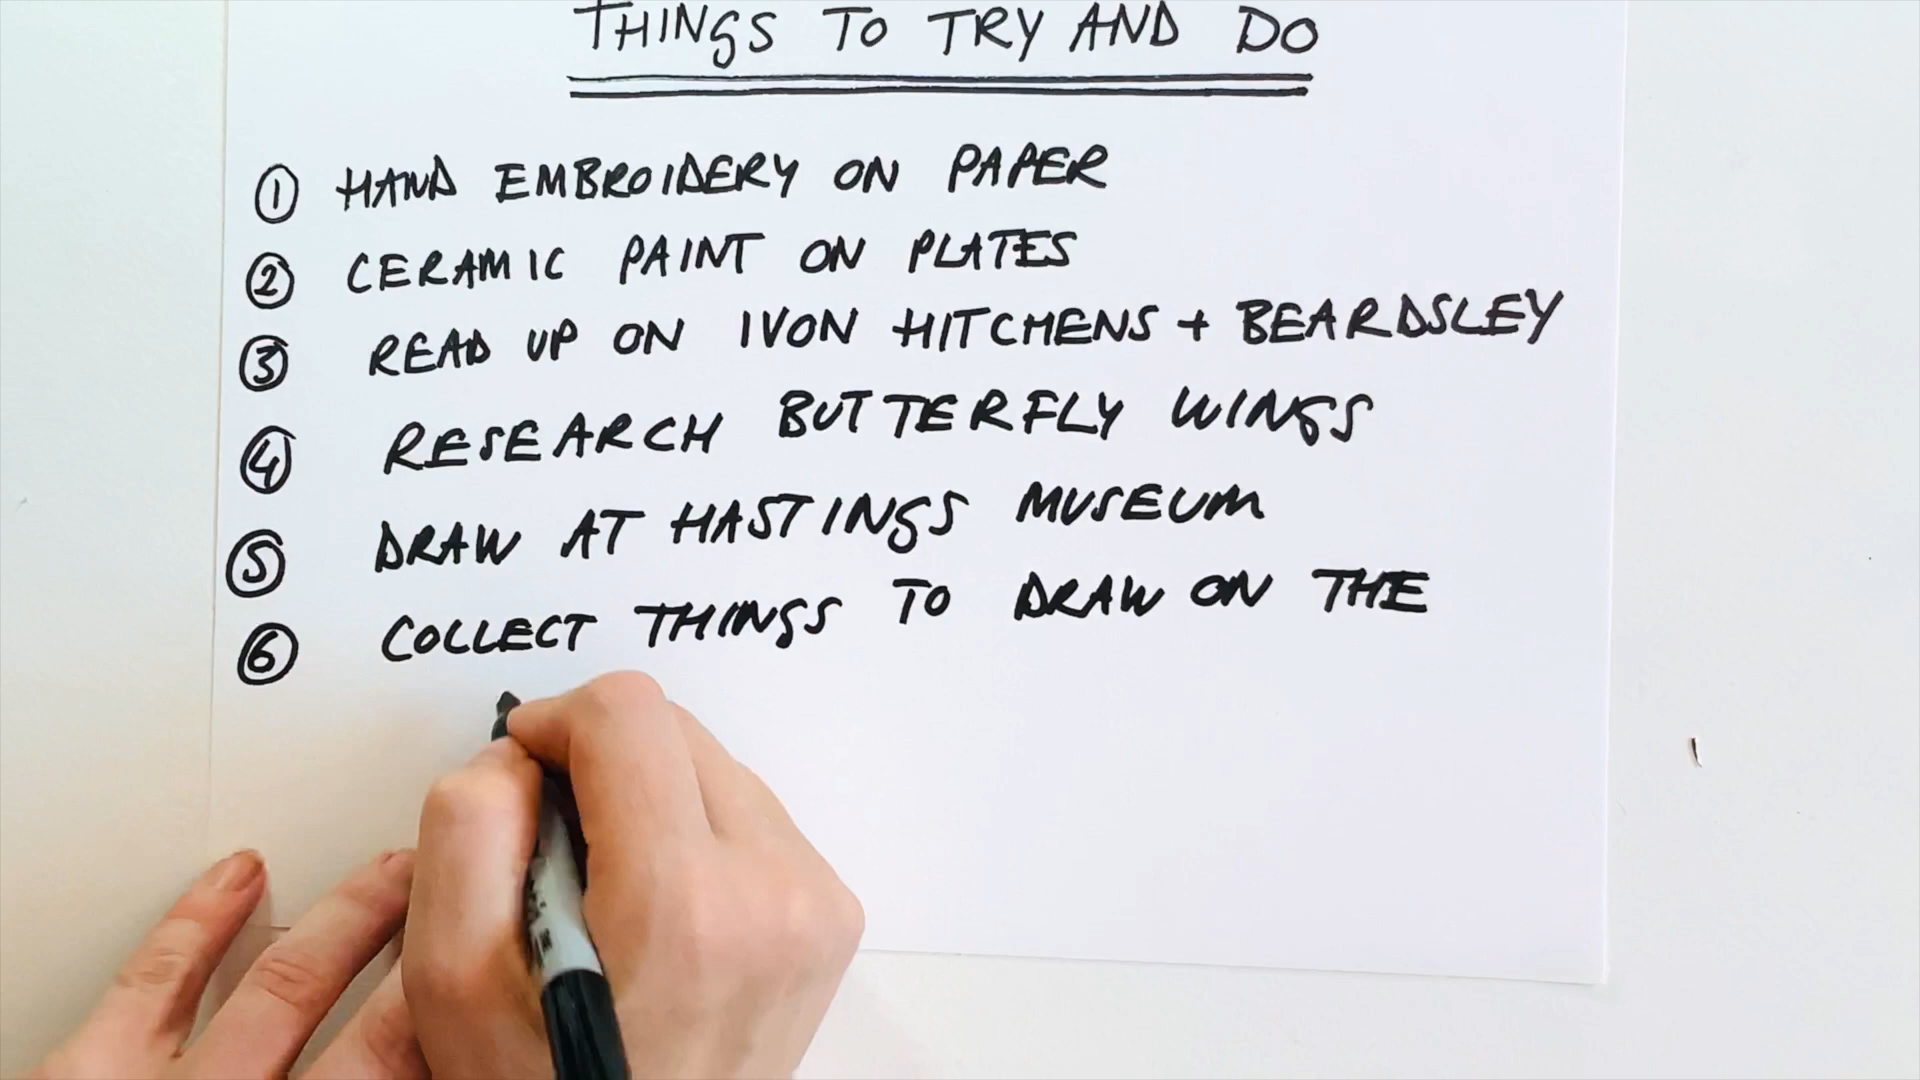 THINGS TO TRY AND DO
① HAND EMBROIDERY ON PAPER
② CERAMIC PAINT ON PLATES
③ READ UP ON IVON HITCHENS + BEARDSLEY
④ RESEARCH BUTTERFLY WINGS
⑤ DRAW AT HASTINGS MUSEUM
⑥ COLLECT THINGS TO DRAW ON THE